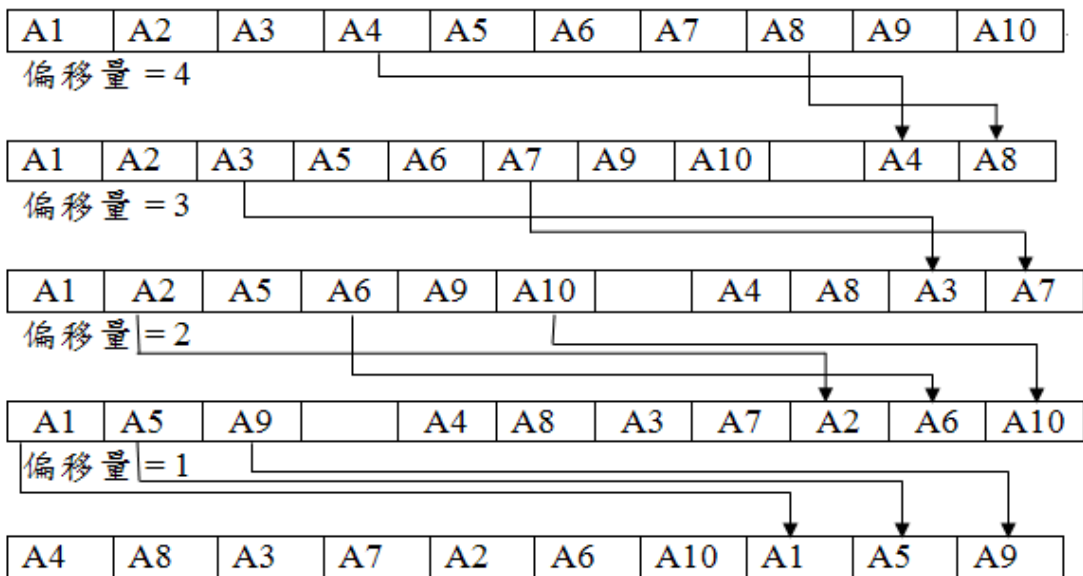 A1 A2 A3 A4 A5 A6 A7 A8 A9 A10
偏移量 = 4
A1 A2 A3 A5 A6 A7 A9 A10 A4 A8
偏移量 = 3
A1 A2 A5 A6 A9 A10 A4 A8 A3 A7
偏移量 = 2
A1 A5 A9 A4 A8 A3 A7 A2 A6 A10
偏移量 = 1
A4 A8 A3 A7 A2 A6 A10 A1 A5 A9